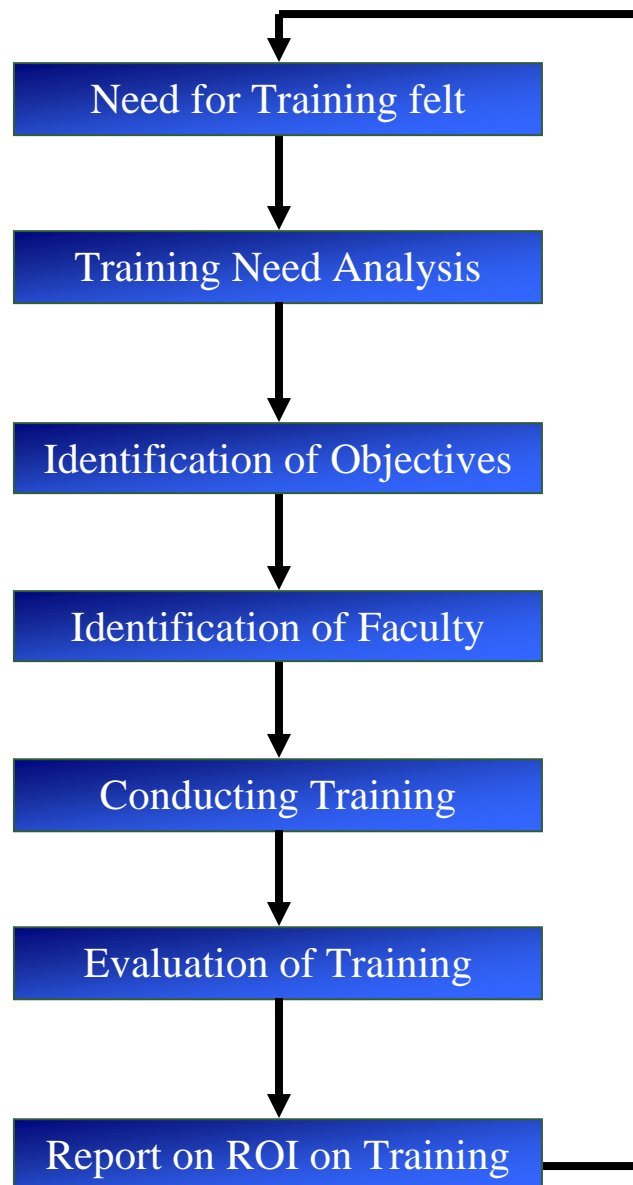 Need for Training felt
Training Need Analysis
Identification of Objectives
Identification of Faculty
Conducting Training
Evaluation of Training
Report on ROI on Training